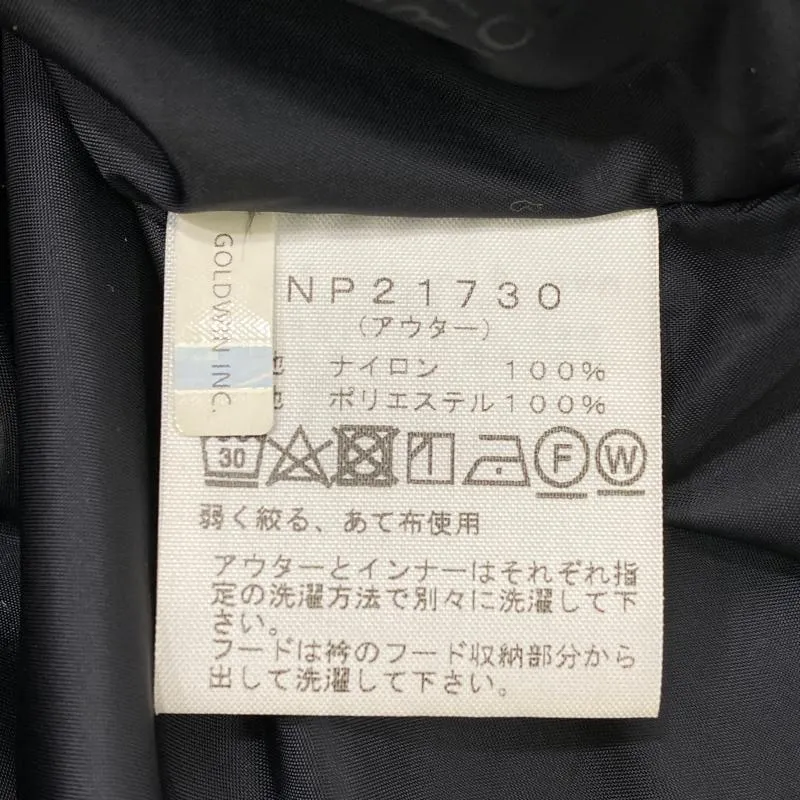 GOLDWIN INC.
NP21730
(アウター)
地 ナイロン 100%
地 ポリエステル100%
30 F W
弱く絞る、あて布使用
アウターとインナーはそれぞれ指
定の洗濯方法で別々に洗濯して下
さい。
フードは衿のフード収納部分から
出して洗濯して下さい。